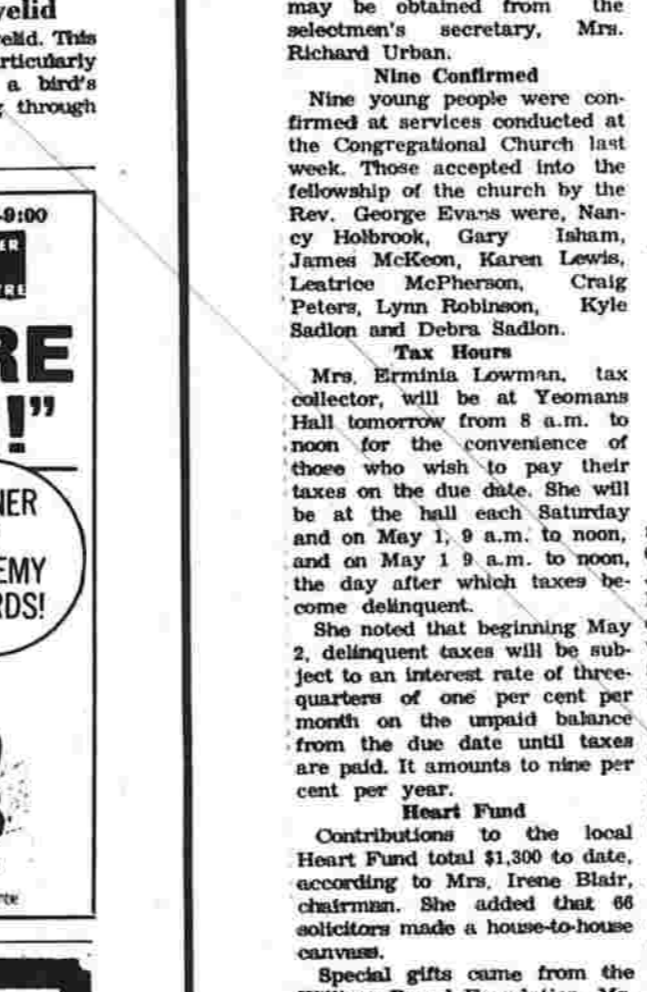 yelid
elid. This
rticularly
a bird's
through
-9:00
ER
RE
RE
!”
NER
EMY
RDS!
may be obtained from the
selectmen's secretary, Mrs.
Richard Urban.
Nine Confirmed
Nine young people were con-
firmed at services conducted at
the Congregational Church last
week. Those accepted into the
fellowship of the church by the
Rev. George Evans were, Nan-
cy Holbrook, Gary Isham,
James McKeon, Karen Lewis,
Leatrice McPherson, Craig
Peters, Lynn Robinson, Kyle
Sadlon and Debra Sadlon.
Tax Hours
Mrs. Erminia Lowman, tax
collector, will be at Yeomans
Hall tomorrow from 8 a.m. to
noon for the convenience of
those who wish to pay their
taxes on the due date. She will
be at the hall each Saturday
and on May 1, 9 a.m. to noon,
and on May 1 9 a.m. to noon,
the day after which taxes be-
come delinquent.
She noted that beginning May
2, delinquent taxes will be sub-
ject to an interest rate of three-
quarters of one per cent per
month on the unpaid balance
from the due date until taxes
are paid. It amounts to nine per
cent per year.
Heart Fund
Contributions to the local
Heart Fund total $1,300 to date,
according to Mrs. Irene Blair,
chairman. She added that 66
solicitors made a house-to-house
canvass.
Special gifts came from the